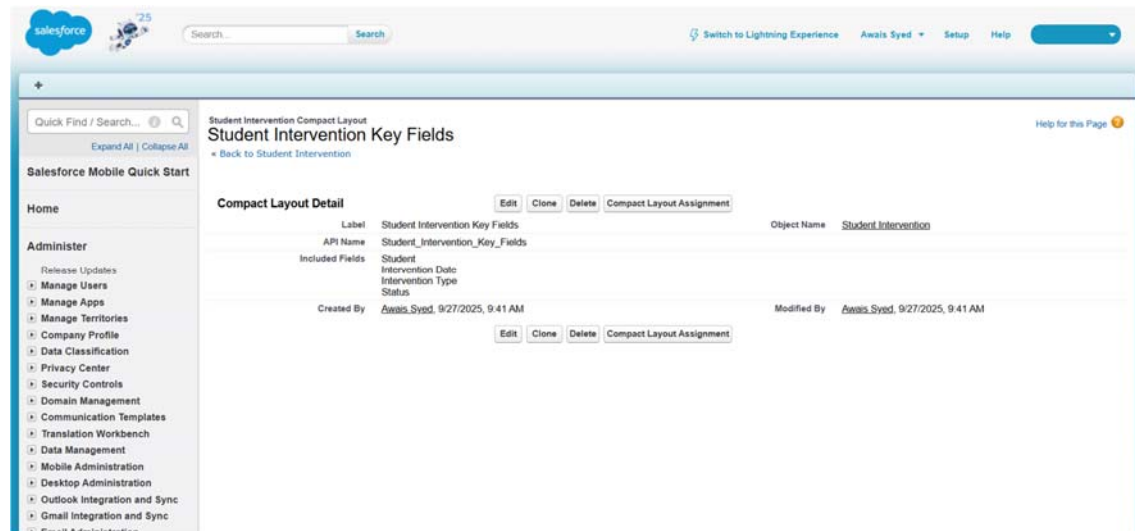 salesforce
'25
Search...
Search
Switch to Lightning Experience
Awais Syed
Setup
Help
+
Quick Find / Search...
Expand All | Collapse All
Salesforce Mobile Quick Start
Home
Administer
Release Updates
Manage Users
Manage Apps
Manage Territories
Company Profile
Data Classification
Privacy Center
Security Controls
Domain Management
Communication Templates
Translation Workbench
Data Management
Mobile Administration
Desktop Administration
Outlook Integration and Sync
Gmail Integration and Sync
Email Administration
Student Intervention Compact Layout
Student Intervention Key Fields
« Back to Student Intervention
Help for this Page
Compact Layout Detail
Edit Clone Delete Compact Layout Assignment
Label Student Intervention Key Fields Object Name Student Intervention
API Name Student_Intervention_Key_Fields
Included Fields Student
Intervention Date
Intervention Type
Status
Created By Awais Syed, 9/27/2025, 9:41 AM Modified By Awais Syed, 9/27/2025, 9:41 AM
Edit Clone Delete Compact Layout Assignment